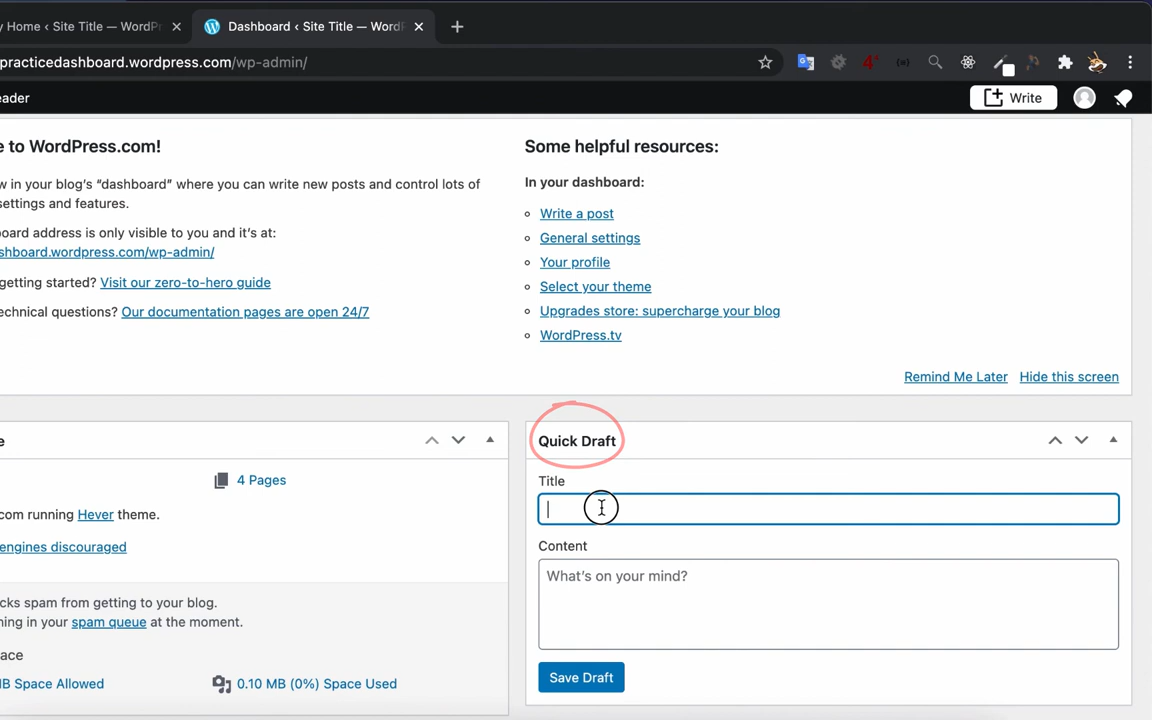 y Home ‹ Site Title — WordP
Dashboard ‹ Site Title — Word
practicedashboard.wordpress.com/wp-admin/
eader
Write
e to WordPress.com!
w in your blog's “dashboard” where you can write new posts and control lots of
settings and features.
oard address is only visible to you and it's at:
shboard.wordpress.com/wp-admin/
getting started? Visit our zero-to-hero guide
echnical questions? Our documentation pages are open 24/7
Some helpful resources:
In your dashboard:
Write a post
General settings
Your profile
Select your theme
Upgrades store: supercharge your blog
WordPress.tv
Remind Me Later Hide this screen
e
4 Pages
com running Hever theme.
engines discouraged
cks spam from getting to your blog.
ning in your spam queue at the moment.
ace
IB Space Allowed
0.10 MB (0%) Space Used
Quick Draft
Title
Content
What's on your mind?
Save Draft